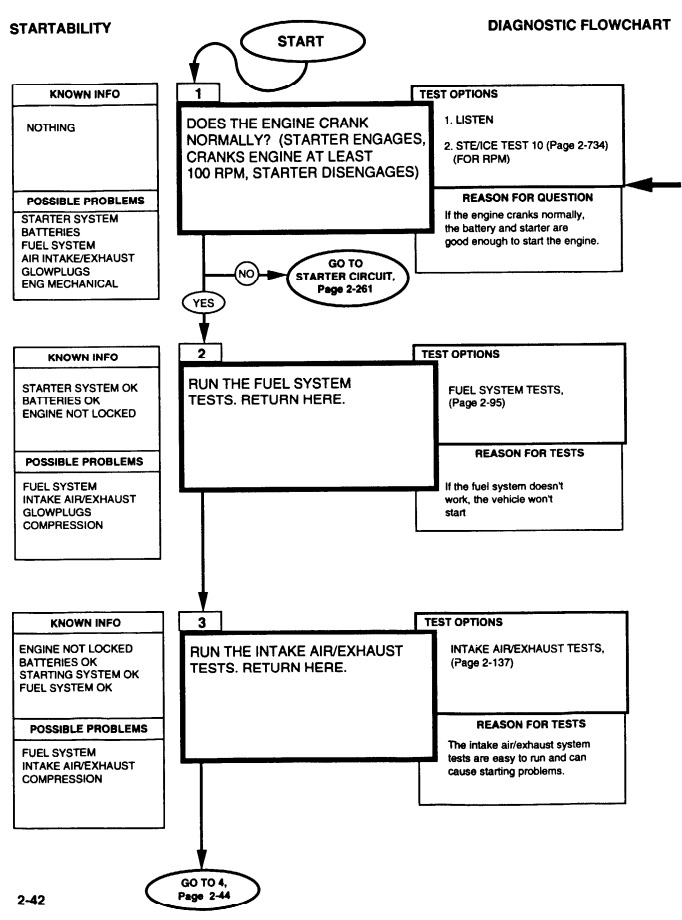 STARTABILITY
DIAGNOSTIC FLOWCHART
START
KNOWN INFO
NOTHING
POSSIBLE PROBLEMS
STARTER SYSTEM
BATTERIES
FUEL SYSTEM
AIR INTAKE/EXHAUST
GLOWPLUGS
ENG MECHANICAL
1
DOES THE ENGINE CRANK
NORMALLY? (STARTER ENGAGES,
CRANKS ENGINE AT LEAST
100 RPM, STARTER DISENGAGES)
TEST OPTIONS
1. LISTEN
2. STE/ICE TEST 10 (Page 2-734)
(FOR RPM)
REASON FOR QUESTION
If the engine cranks normally,
the battery and starter are
good enough to start the engine.
NO
GO TO
STARTER CIRCUIT,
Page 2-261
YES
KNOWN INFO
STARTER SYSTEM OK
BATTERIES OK
ENGINE NOT LOCKED
POSSIBLE PROBLEMS
FUEL SYSTEM
INTAKE AIR/EXHAUST
GLOWPLUGS
COMPRESSION
2
RUN THE FUEL SYSTEM
TESTS. RETURN HERE.
TEST OPTIONS
FUEL SYSTEM TESTS,
(Page 2-95)
REASON FOR TESTS
If the fuel system doesn't
work, the vehicle won't
start
KNOWN INFO
ENGINE NOT LOCKED
BATTERIES OK
STARTING SYSTEM OK
FUEL SYSTEM OK
POSSIBLE PROBLEMS
FUEL SYSTEM
INTAKE AIR/EXHAUST
COMPRESSION
3
RUN THE INTAKE AIR/EXHAUST
TESTS. RETURN HERE.
TEST OPTIONS
INTAKE AIR/EXHAUST TESTS,
(Page 2-137)
REASON FOR TESTS
The intake air/exhaust system
tests are easy to run and can
cause starting problems.
GO TO 4,
Page 2-44
2-42